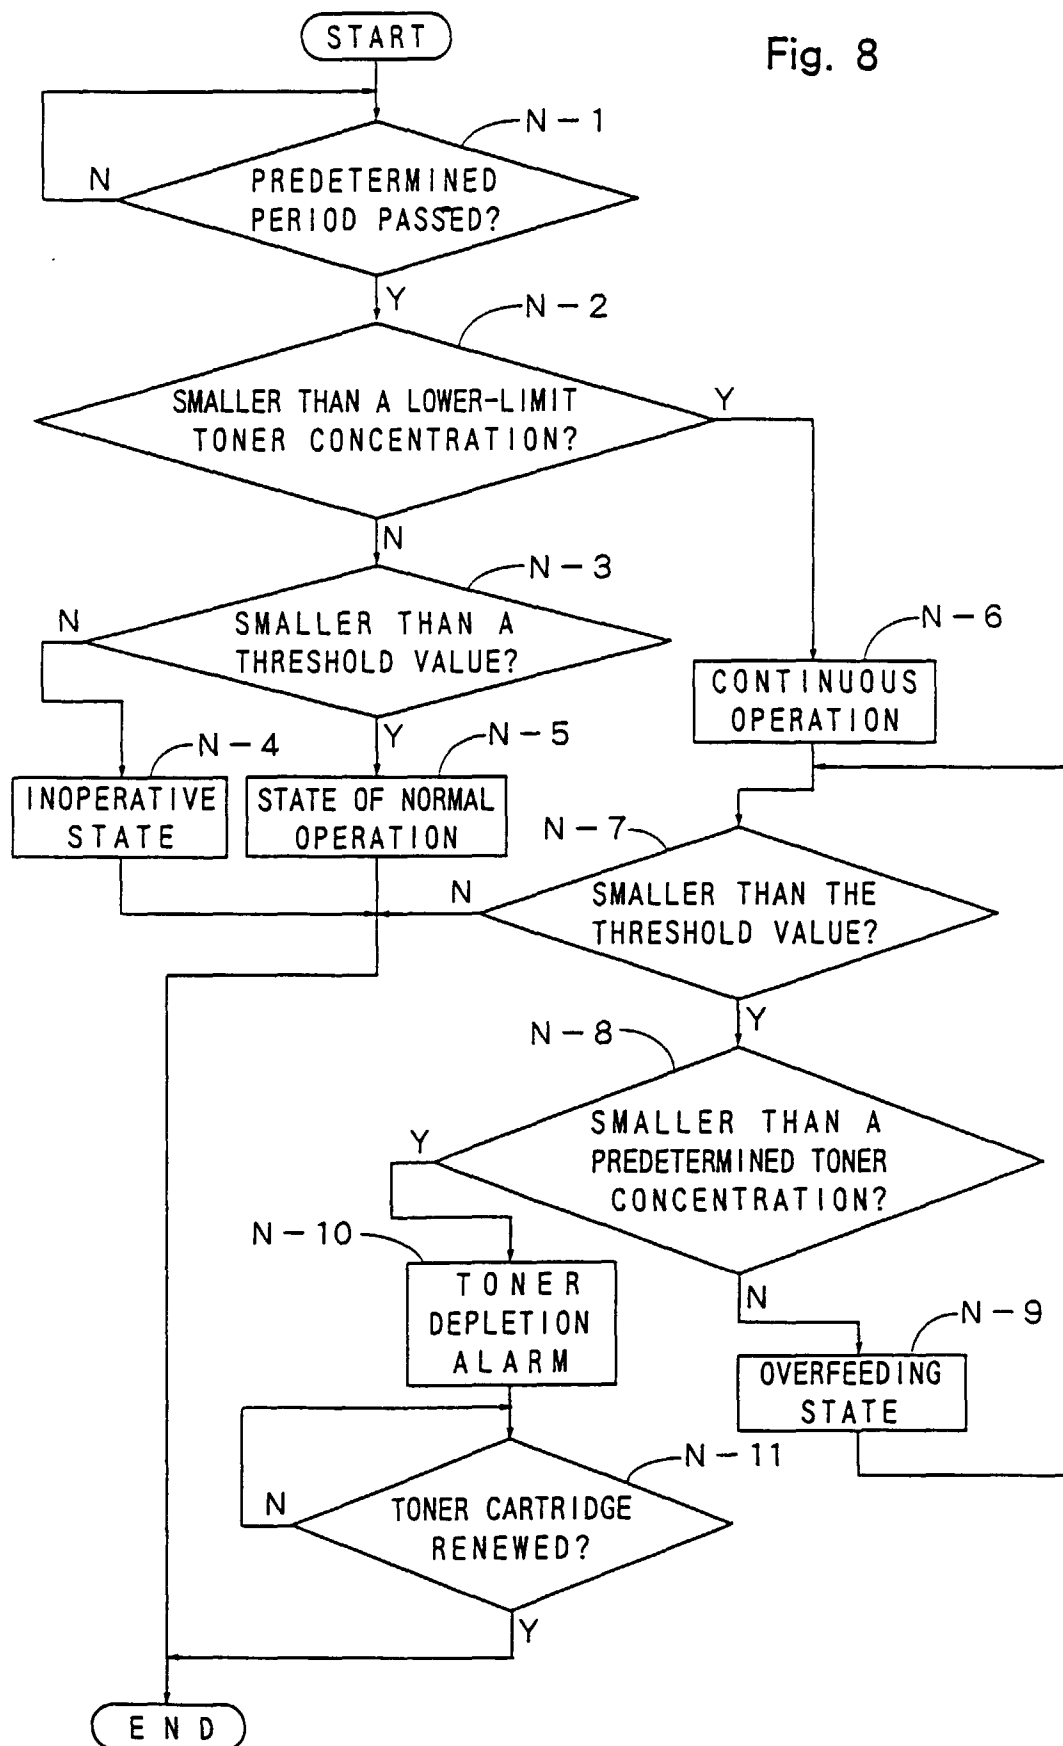 Fig. 8
START
N-1
N
PREDETERMINED
PERIOD PASSED?
Y
N-2
SMALLER THAN A LOWER-LIMIT
TONER CONCENTRATION?
Y
N
N-3
N
SMALLER THAN A
THRESHOLD VALUE?
Y
N-6
CONTINUOUS
OPERATION
N-4
INOPERATIVE
STATE
N-5
STATE OF NORMAL
OPERATION
N-7
N
SMALLER THAN THE
THRESHOLD VALUE?
Y
N-8
Y
SMALLER THAN A
PREDETERMINED TONER
CONCENTRATION?
N
N-10
TONER
DEPLETION
ALARM
N-9
OVERFEEDING
STATE
N-11
N
TONER CARTRIDGE
RENEWED?
Y
END